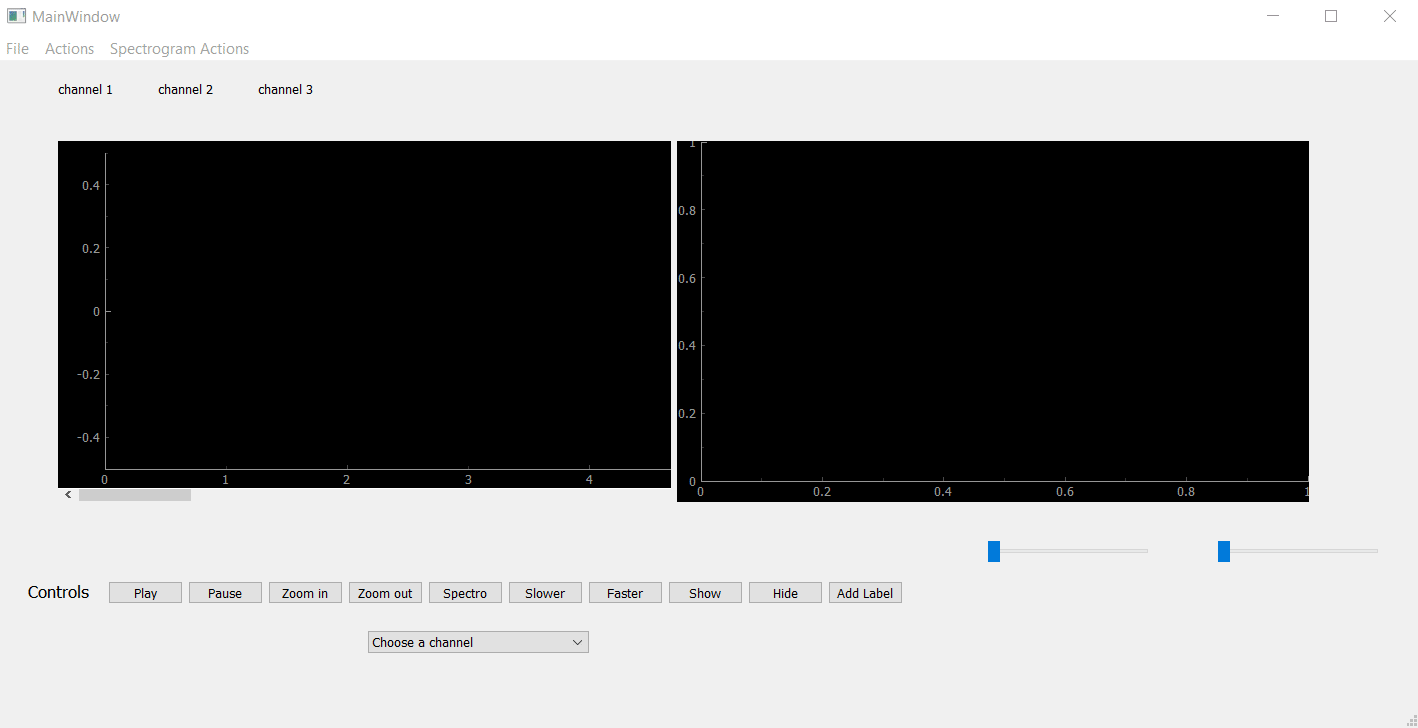 MainWindow
File Actions Spectrogram Actions
channel 1 channel 2 channel 3
0.4
0.2
0
-0.2
-0.4
0 1 2 3 4
1
0.8
0.6
0.4
0.2
0
0 0.2 0.4 0.6 0.8 1
Controls Play Pause Zoom in Zoom out Spectro Slower Faster Show Hide Add Label
Choose a channel